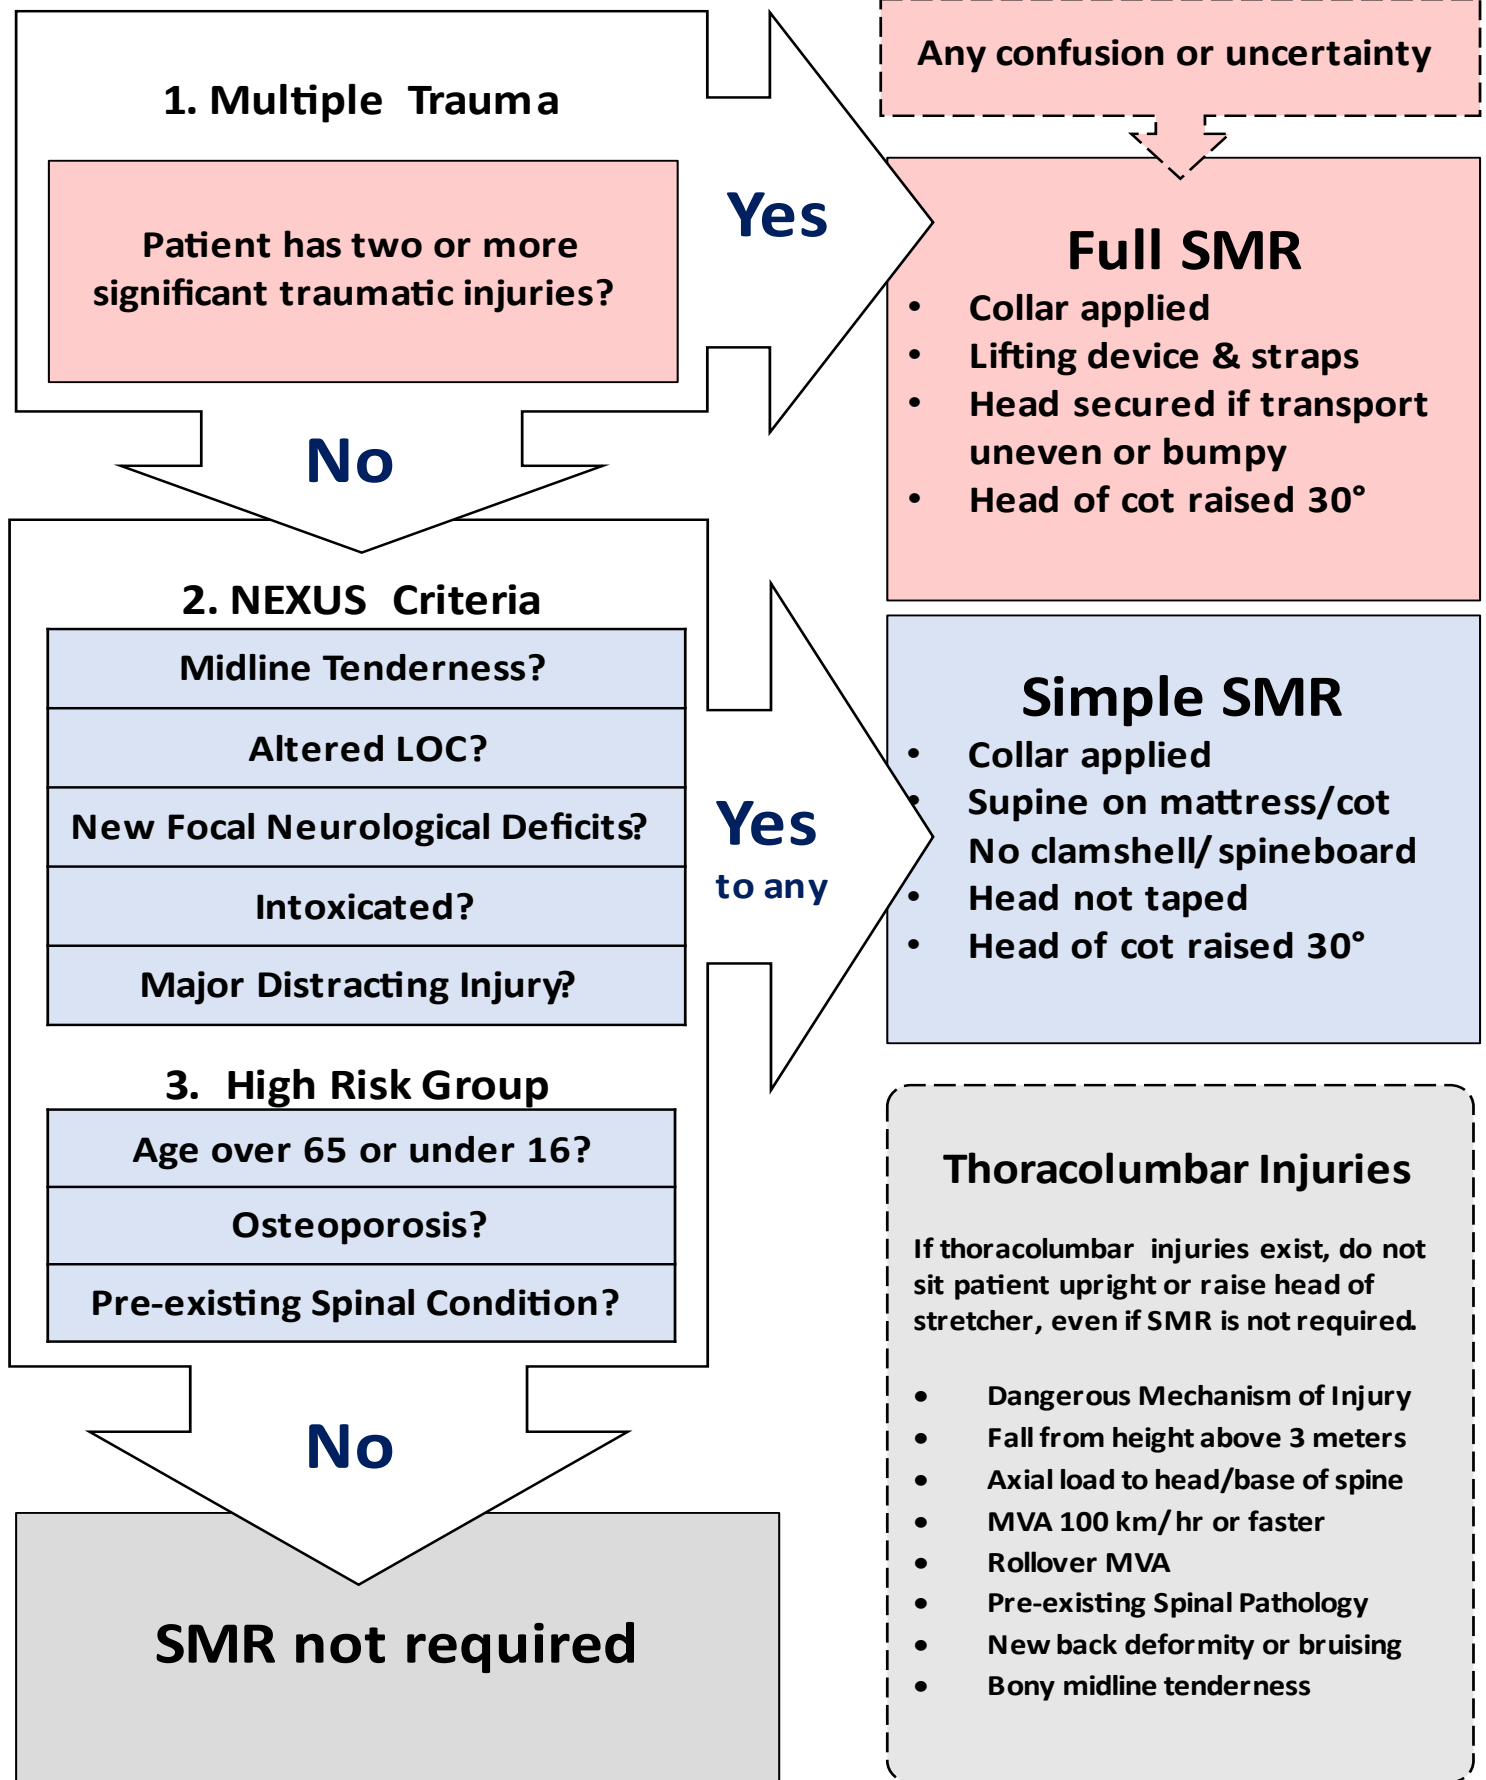 1. Multiple Trauma
Patient has two or more
significant traumatic injuries?
Yes
No
Any confusion or uncertainty
Full SMR
• Collar applied
• Lifting device & straps
• Head secured if transport
uneven or bumpy
• Head of cot raised 30°
2. NEXUS Criteria
Midline Tenderness?
Altered LOC?
New Focal Neurological Deficits?
Intoxicated?
Major Distracting Injury?
Yes
to any
3. High Risk Group
Age over 65 or under 16?
Osteoporosis?
Pre-existing Spinal Condition?
No
Simple SMR
• Collar applied
• Supine on mattress/cot
No clamshell/spineboard
• Head not taped
• Head of cot raised 30°
SMR not required
Thoracolumbar Injuries
If thoracolumbar injuries exist, do not
sit patient upright or raise head of
stretcher, even if SMR is not required.
• Dangerous Mechanism of Injury
• Fall from height above 3 meters
• Axial load to head/base of spine
• MVA 100 km/hr or faster
• Rollover MVA
• Pre-existing Spinal Pathology
• New back deformity or bruising
• Bony midline tenderness